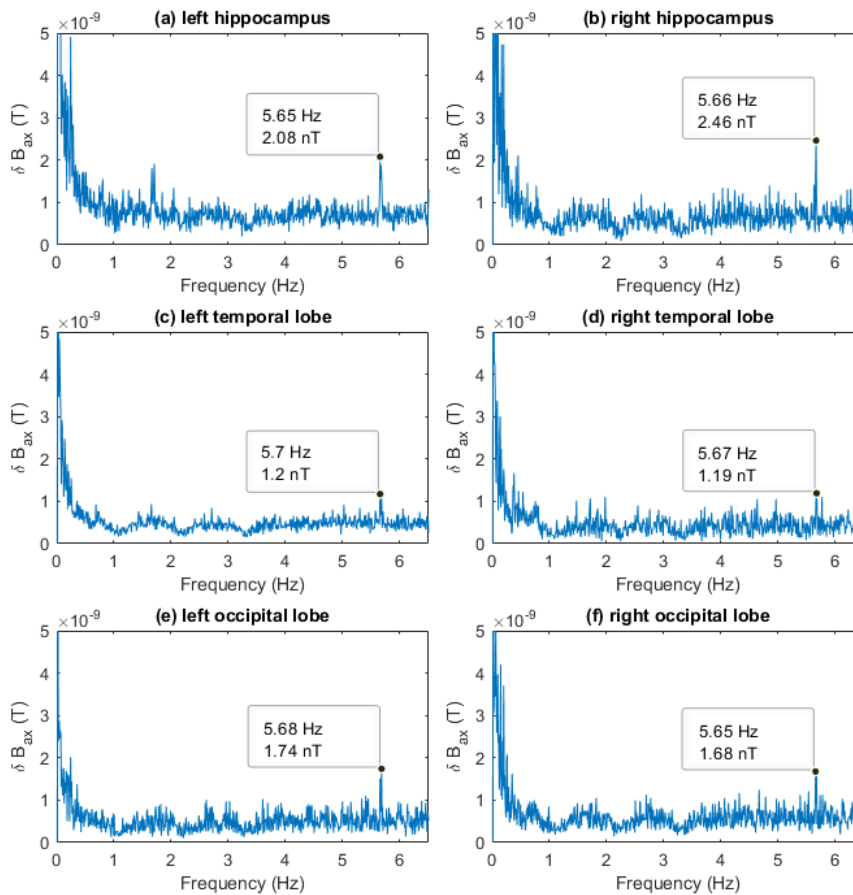 (a) left hippocampus
×10⁻⁹
5
4
3
2
1
0
δ B_ax (T)
5.65 Hz
2.08 nT
0 1 2 3 4 5 6
Frequency (Hz)
(b) right hippocampus
×10⁻⁹
5
4
3
2
1
0
δ B_ax (T)
5.66 Hz
2.46 nT
0 1 2 3 4 5 6
Frequency (Hz)
(c) left temporal lobe
×10⁻⁹
5
4
3
2
1
0
δ B_ax (T)
5.7 Hz
1.2 nT
0 1 2 3 4 5 6
Frequency (Hz)
(d) right temporal lobe
×10⁻⁹
5
4
3
2
1
0
δ B_ax (T)
5.67 Hz
1.19 nT
0 1 2 3 4 5 6
Frequency (Hz)
(e) left occipital lobe
×10⁻⁹
5
4
3
2
1
0
δ B_ax (T)
5.68 Hz
1.74 nT
0 1 2 3 4 5 6
Frequency (Hz)
(f) right occipital lobe
×10⁻⁹
5
4
3
2
1
0
δ B_ax (T)
5.65 Hz
1.68 nT
0 1 2 3 4 5 6
Frequency (Hz)